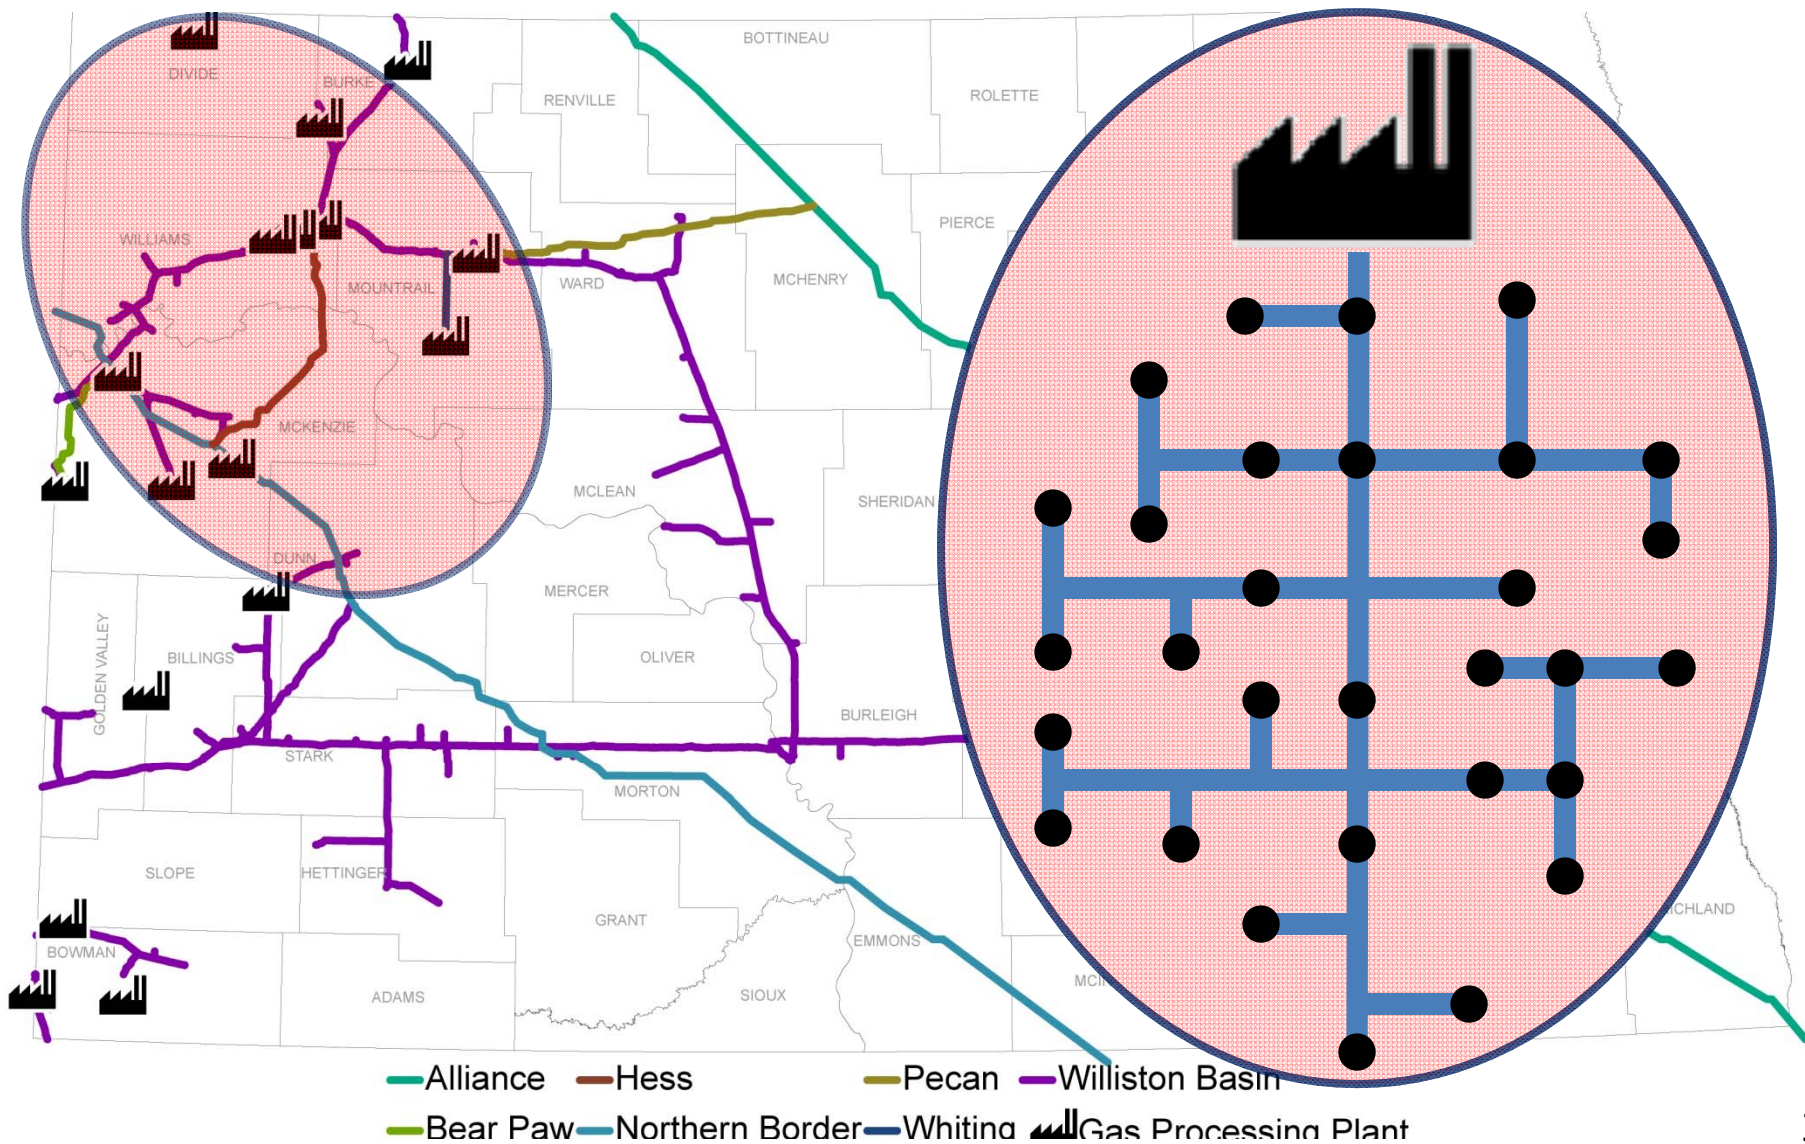 BOTTINEAU
DIVIDE
BURKE
RENVILLE
ROLETTE
PIERCE
WILLIAMS
MOUNTRAIL
WARD
MCHENRY
MCKENZIE
MCLEAN
SHERIDAN
DUNN
MERCER
GOLDEN VALLEY
BILLINGS
OLIVER
BURLEIGH
STARK
MORTON
SLOPE
HETTINGER
GRANT
ICHLAND
EMMONS
BOWMAN
MCIN
ADAMS
SIOUX
Alliance Hess Pecan Williston Basin
Bear Paw Northern Border Whiting Gas Processing Plant